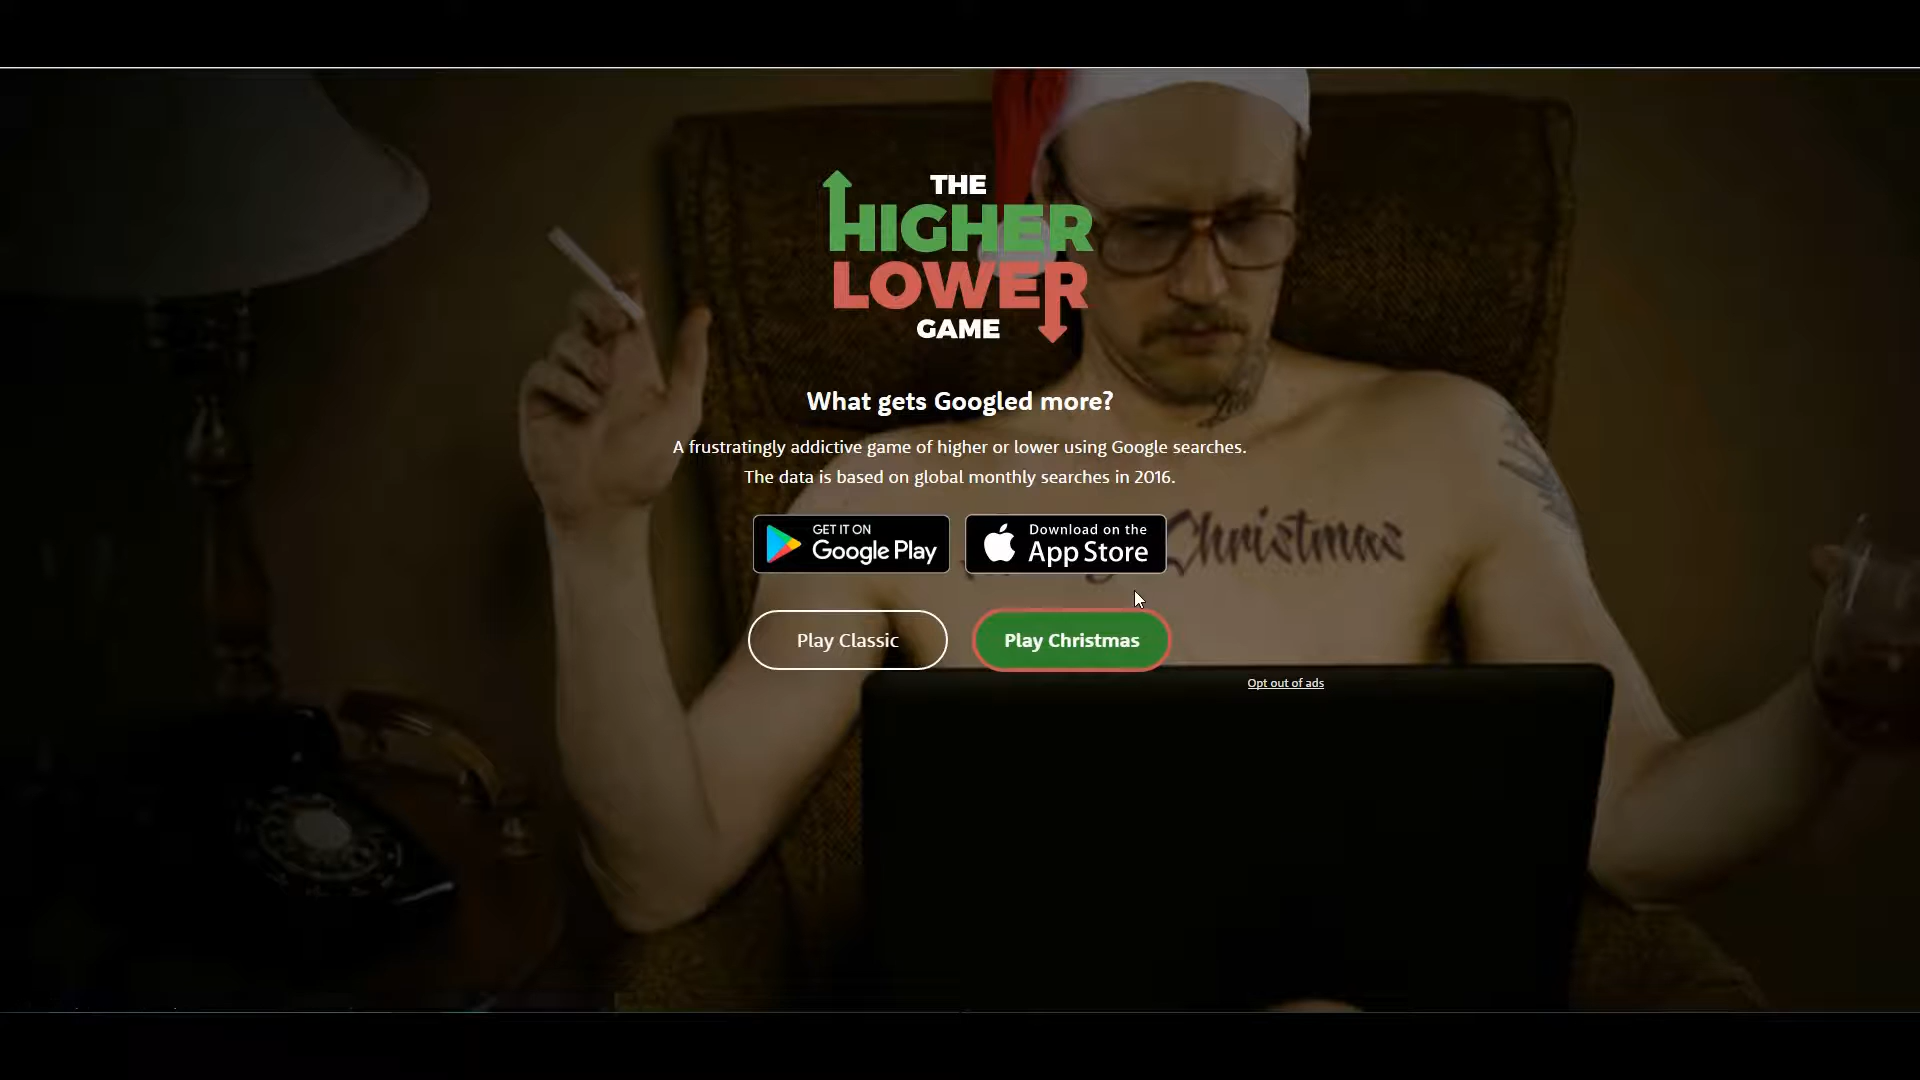 THE
HIGHER
LOWER
GAME
What gets Googled more?
A frustratingly addictive game of higher or lower using Google searches.
The data is based on global monthly searches in 2016.
GET IT ON
Google Play
Download on the
App Store
Christmas
Play Classic
Play Christmas
Opt out of ads